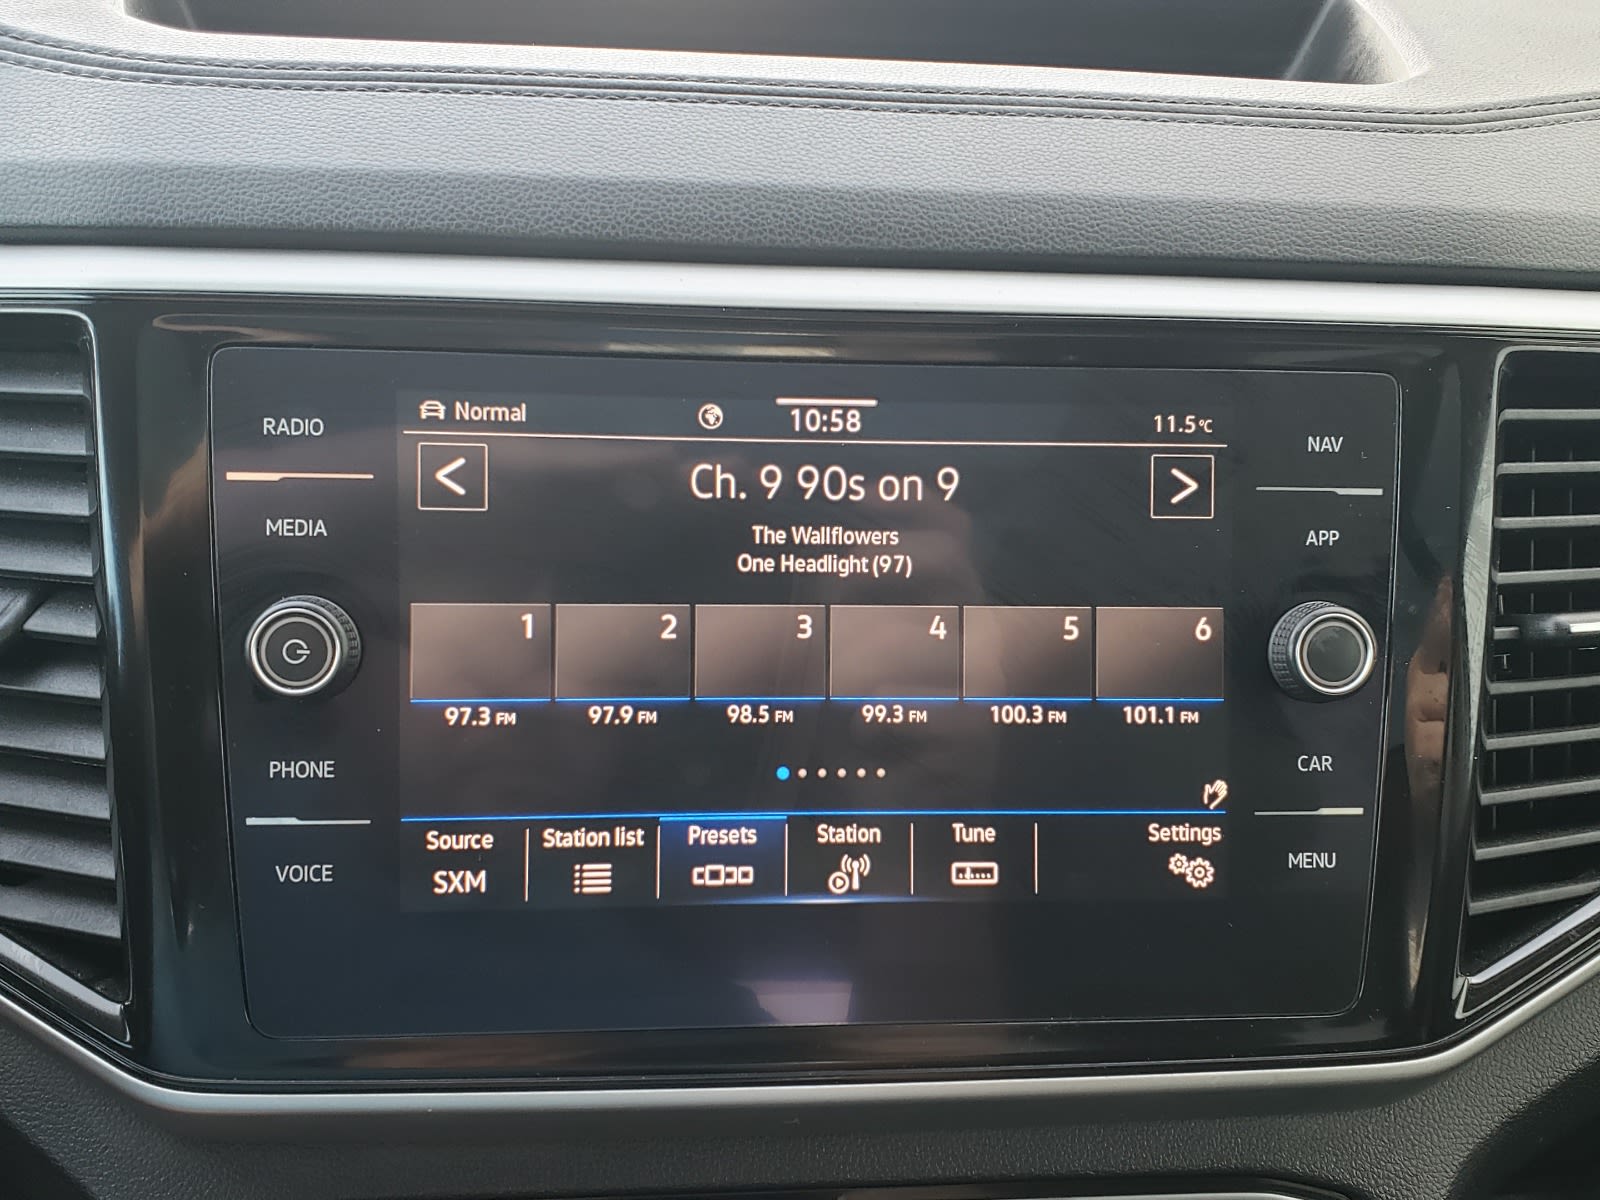 RADIO
MEDIA
PHONE
VOICE
Normal
10:58
11.5°C
<
Ch. 9 90s on 9
>
The Wallflowers
One Headlight (97)
1 2 3 4 5 6
97.3 FM 97.9 FM 98.5 FM 99.3 FM 100.3 FM 101.1 FM
Source Station list Presets Station Tune Settings
SXM
NAV
APP
CAR
MENU